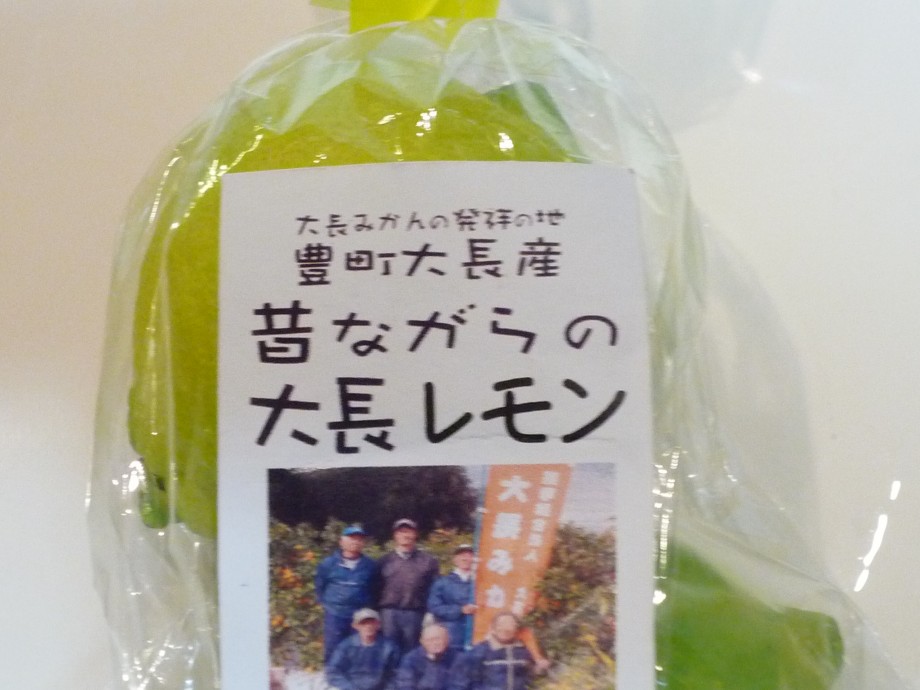 大長みかんの発祥の地
豊町大長産
昔ながらの
大長レモン
大長みか